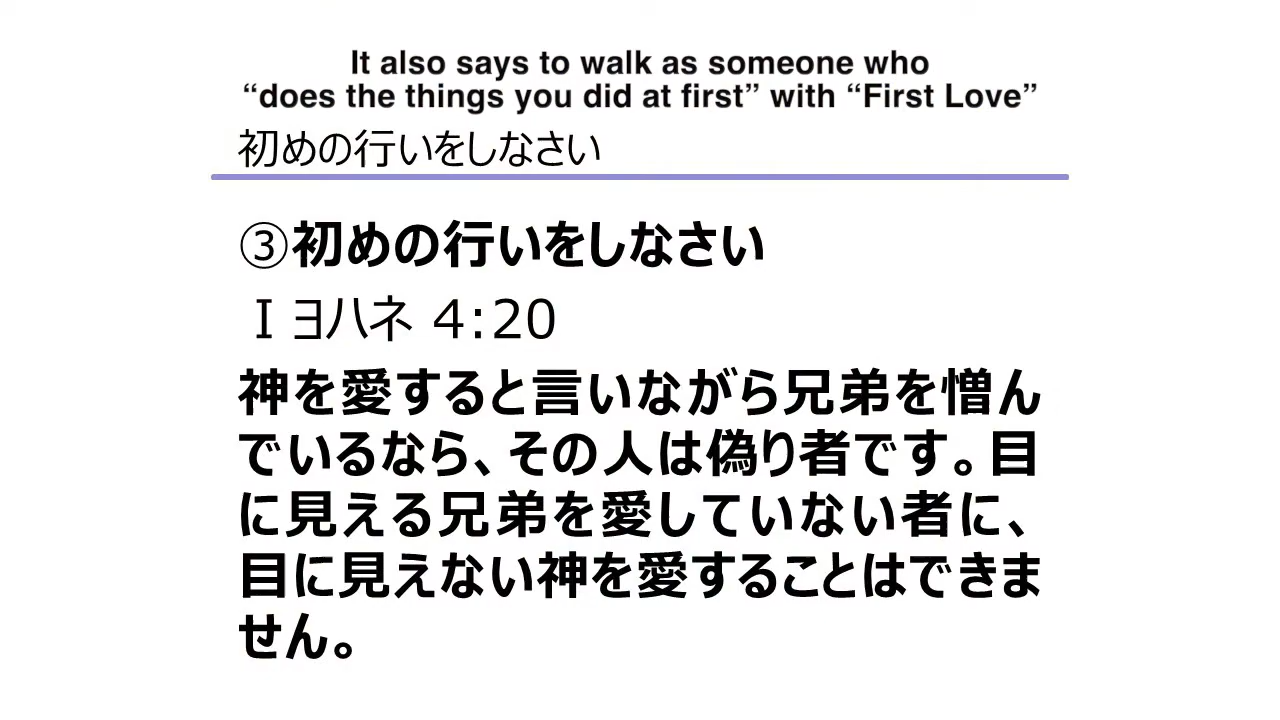 It also says to walk as someone who
“does the things you did at first” with “First Love”
初めの行いをしなさい
③初めの行いをしなさい
Ⅰヨハネ 4:20
神を愛すると言いながら兄弟を憎ん
でいるなら、その人は偽り者です。目
に見える兄弟を愛していない者に、
目に見えない神を愛することはできま
せん。